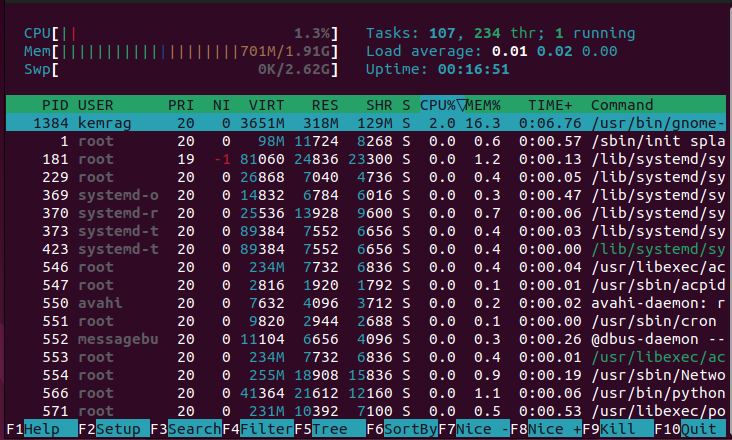 CPU[|| 1.3%] Tasks: 107, 234 thr; 1 running
Mem[||||||||||||||||||||701M/1.91G] Load average: 0.01 0.02 0.00
Swp[ 0K/2.62G] Uptime: 00:16:51
PID USER PRI NI VIRT RES SHR S CPU%▽MEM% TIME+ Command
1384 kemrag 20 0 3651M 318M 129M S 2.0 16.3 0:06.76 /usr/bin/gnome-
1 root 20 0 98M 11724 8268 S 0.0 0.6 0:00.57 /sbin/init spla
181 root 19 -1 81060 24836 23300 S 0.0 1.2 0:00.13 /lib/systemd/sy
229 root 20 0 26868 7040 4736 S 0.0 0.4 0:00.05 /lib/systemd/sy
369 systemd-o 20 0 14832 6784 6016 S 0.0 0.3 0:00.47 /lib/systemd/sy
370 systemd-r 20 0 25536 13928 9600 S 0.0 0.7 0:00.06 /lib/systemd/sy
373 systemd-t 20 0 89384 7552 6656 S 0.0 0.4 0:00.03 /lib/systemd/sy
423 systemd-t 20 0 89384 7552 6656 S 0.0 0.4 0:00.00 /lib/systemd/sy
546 root 20 0 234M 7732 6836 S 0.0 0.4 0:00.03 /usr/libexec/ac
547 root 20 0 2816 1920 1792 S 0.0 0.1 0:00.01 /usr/sbin/acpid
550 avahi 20 0 7632 4096 3712 S 0.0 0.2 0:00.02 avahi-daemon: r
551 root 20 0 9820 2944 2688 S 0.0 0.1 0:00.00 /usr/sbin/cron
552 messagebu 20 0 11104 6656 4096 S 0.0 0.3 0:00.26 @dbus-daemon --
553 root 20 0 234M 7732 6836 S 0.0 0.4 0:00.01 /usr/libexec/ac
554 root 20 0 255M 18908 15836 S 0.0 0.9 0:00.19 /usr/sbin/Netwo
566 root 20 0 41364 21612 12160 S 0.0 1.1 0:00.06 /usr/bin/python
571 root 20 0 231M 10392 7100 S 0.0 0.5 0:00.53 /usr/libexec/po
F1Help F2Setup F3SearchF4FilterF5Tree F6SortByF7Nice -F8Nice +F9Kill F10Quit